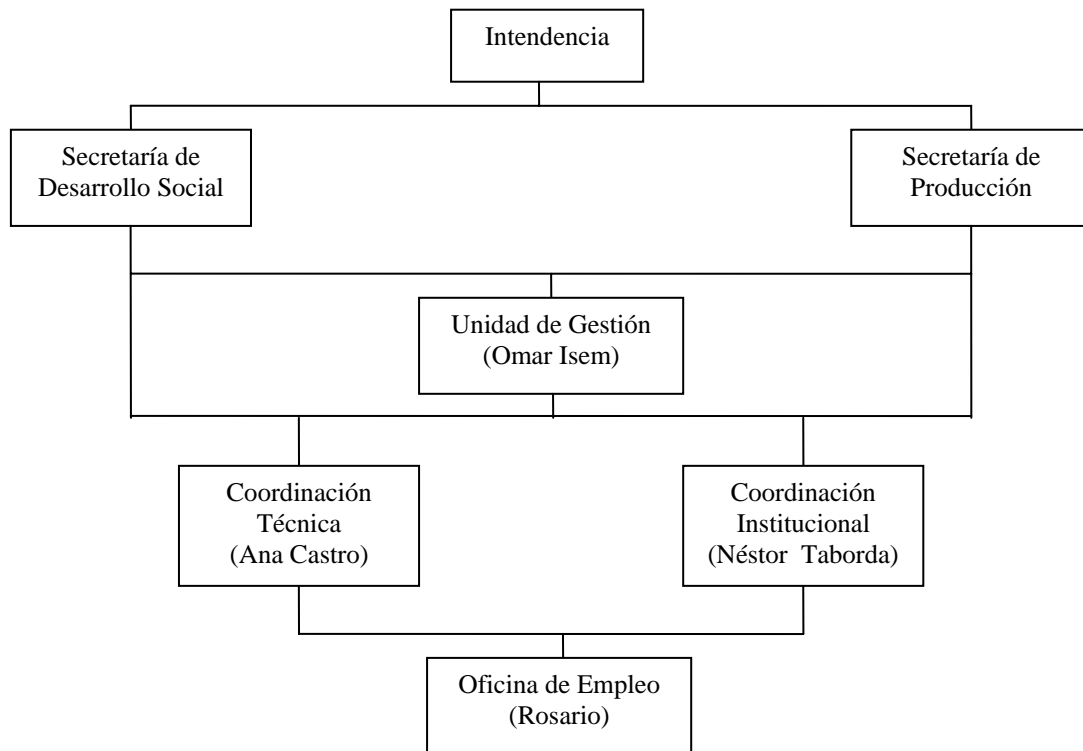 Intendencia
Secretaría de
Desarrollo Social
Secretaría de
Producción
Unidad de Gestión
(Omar Isem)
Coordinación
Técnica
(Ana Castro)
Coordinación
Institucional
(Néstor Taborda)
Oficina de Empleo
(Rosario)